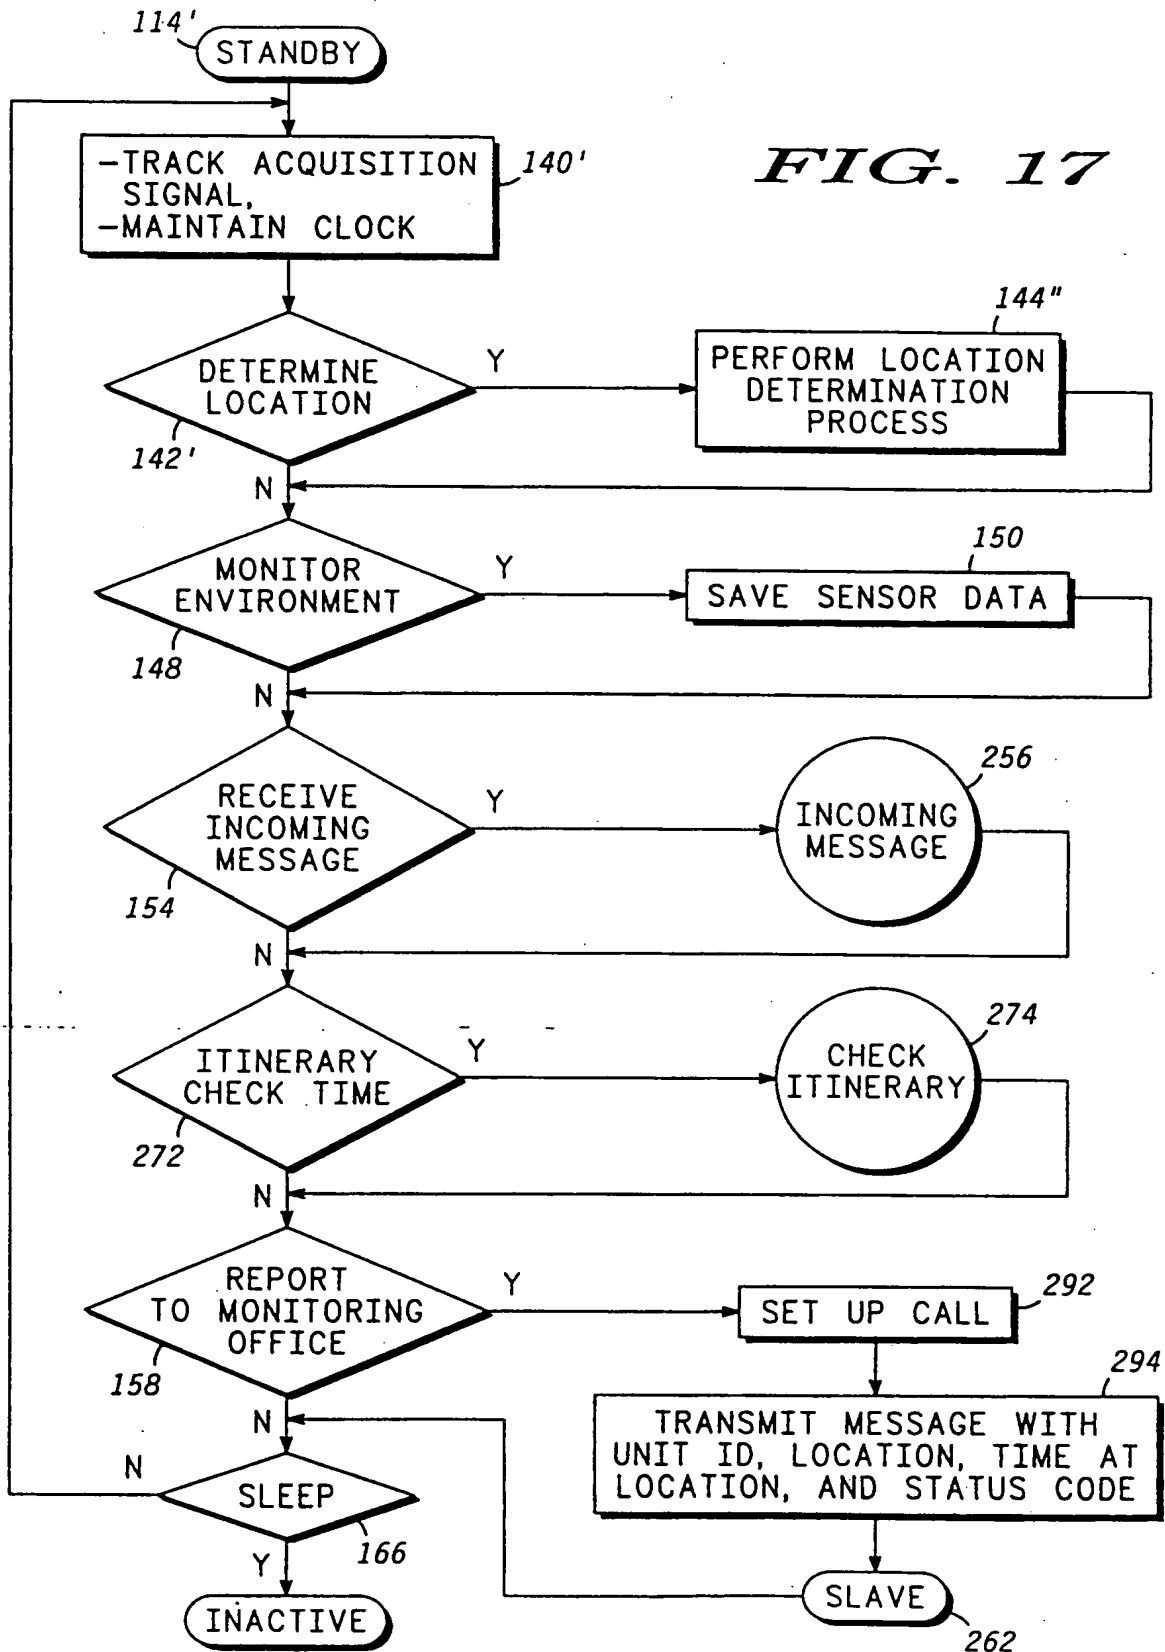 114'
STANDBY
-TRACK ACQUISITION
SIGNAL,
-MAINTAIN CLOCK
140'
FIG. 17
DETERMINE
LOCATION
142'
Y
144"
PERFORM LOCATION
DETERMINATION
PROCESS
N
MONITOR
ENVIRONMENT
148
Y
150
SAVE SENSOR DATA
N
RECEIVE
INCOMING
MESSAGE
154
Y
256
INCOMING
MESSAGE
N
ITINERARY
CHECK TIME
272
Y
274
CHECK
ITINERARY
N
REPORT
TO MONITORING
OFFICE
158
Y
292
SET UP CALL
294
TRANSMIT MESSAGE WITH
UNIT ID, LOCATION, TIME AT
LOCATION, AND STATUS CODE
N
N
SLEEP
166
Y
SLAVE
262
INACTIVE